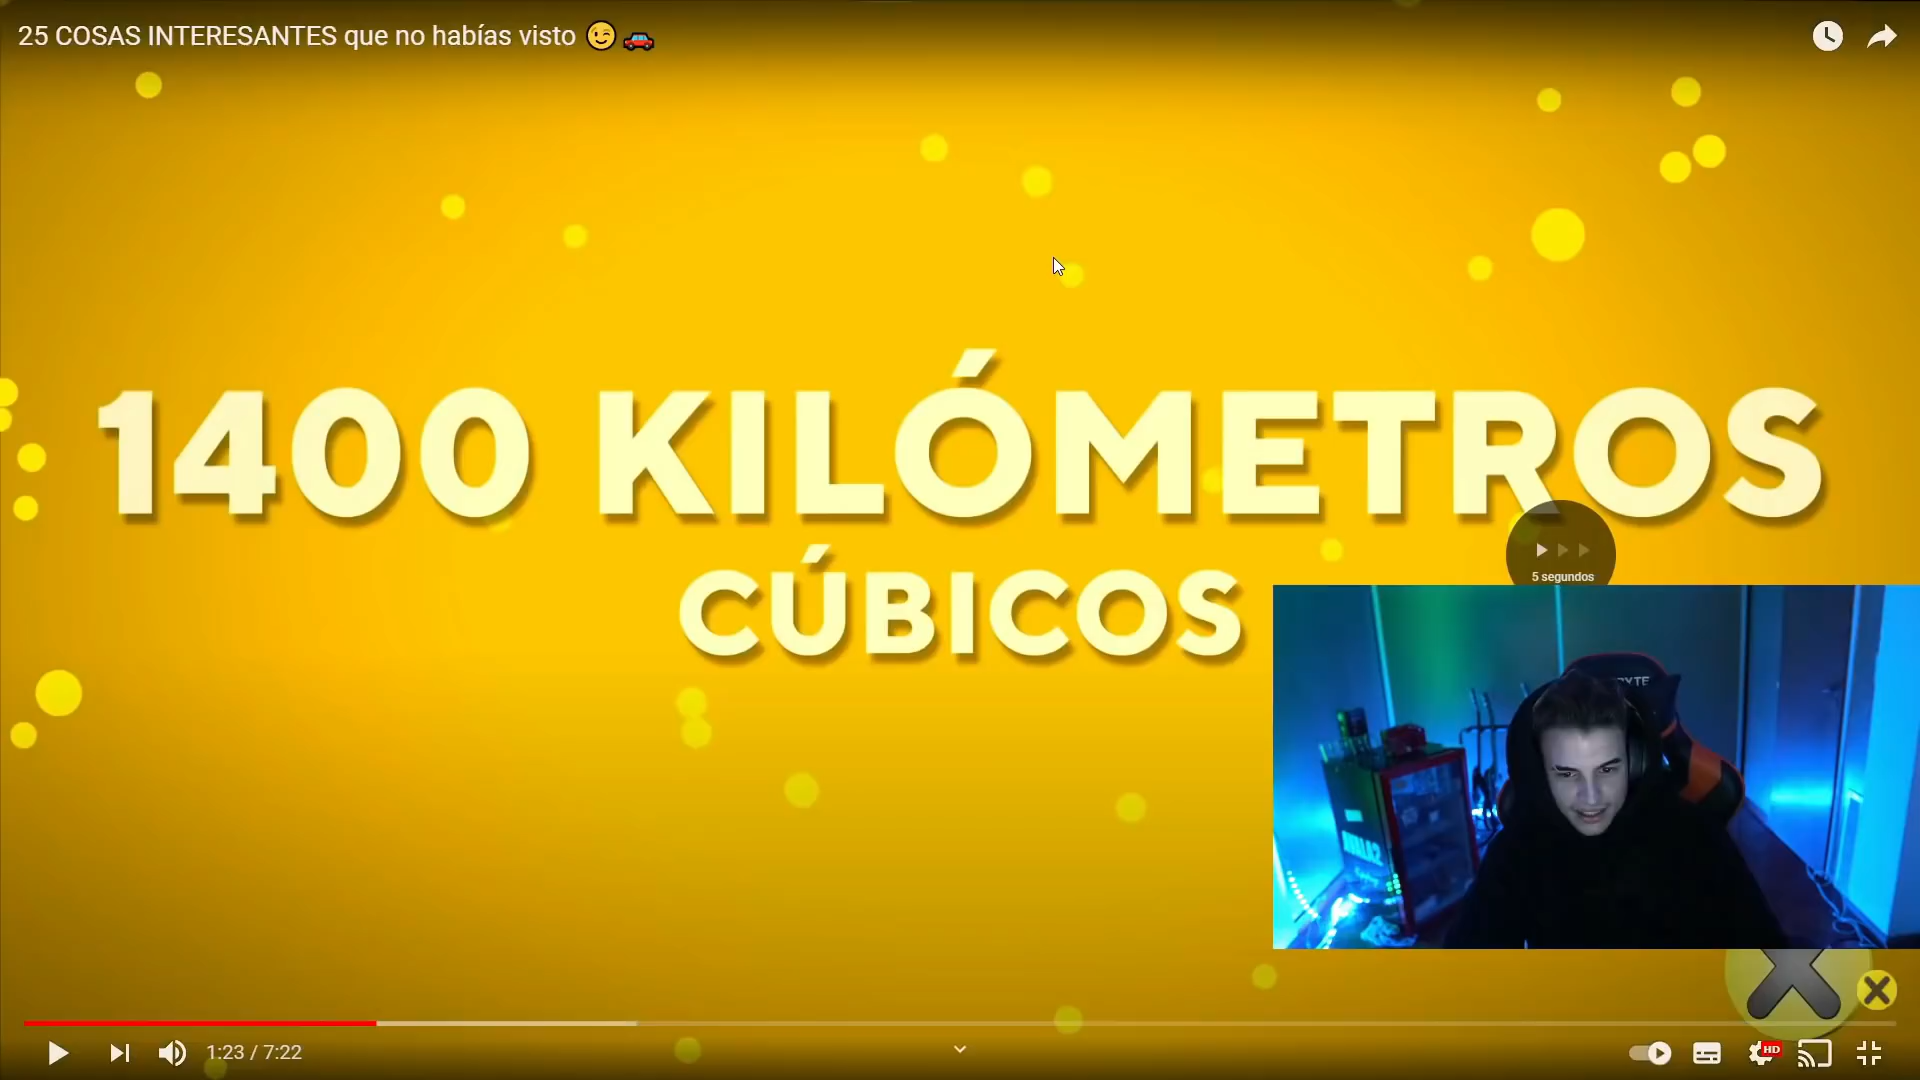 25 COSAS INTERESANTES que no habías visto 😉 🚗
1400 KILÓMETROS
CÚBICOS
5 segundos
1:23 / 7:22
HD